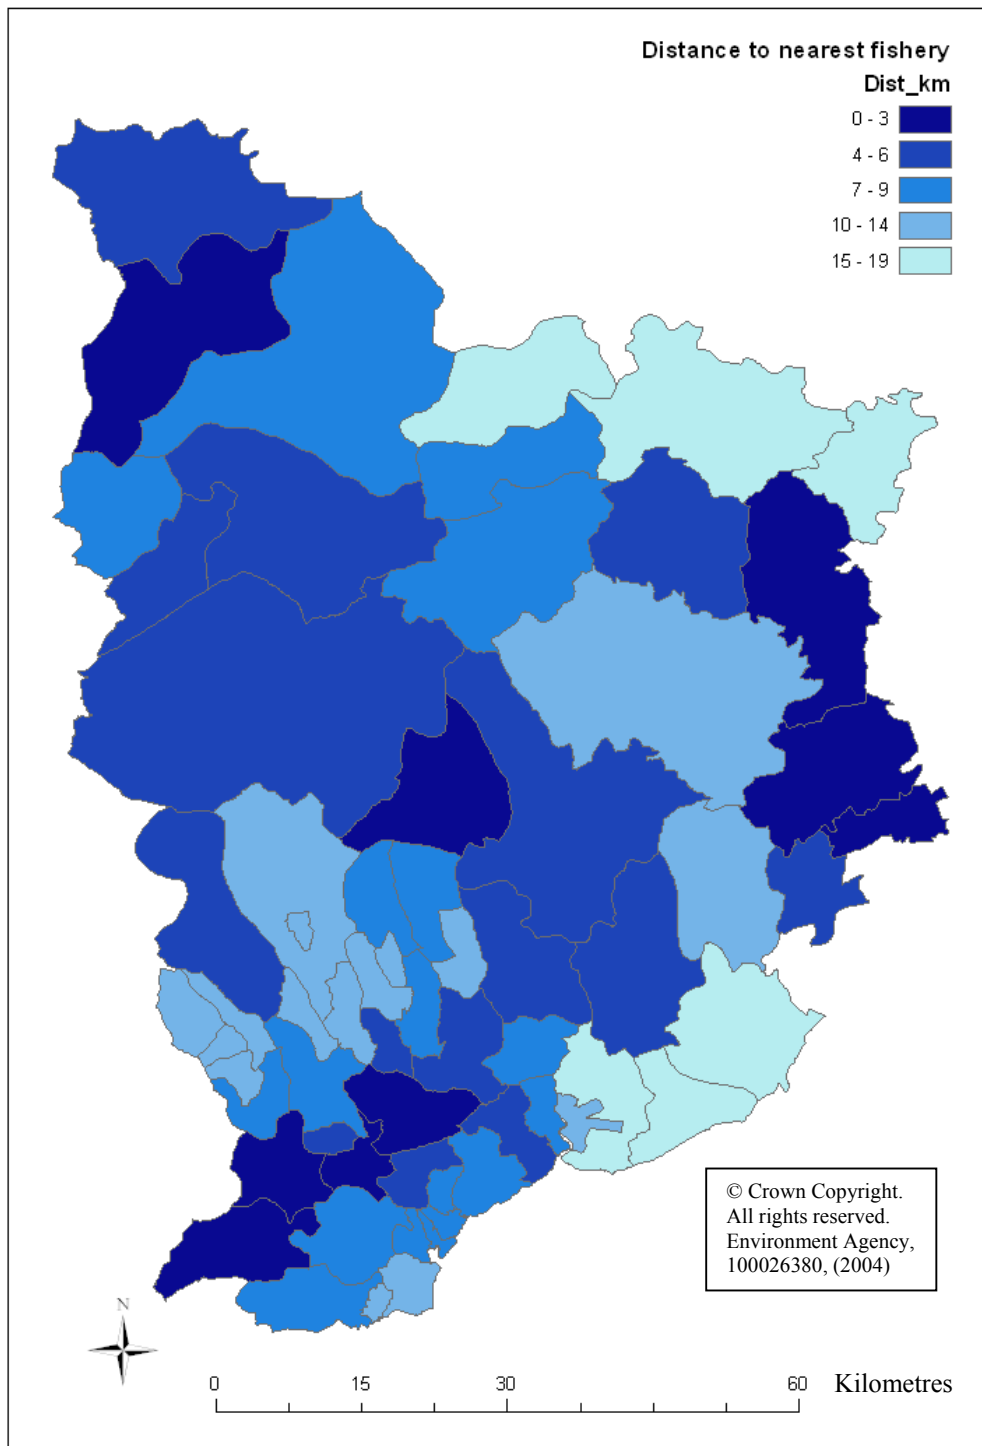 Distance to nearest fishery
Dist_km
0 - 3
4 - 6
7 - 9
10 - 14
15 - 19
© Crown Copyright.
All rights reserved.
Environment Agency,
100026380, (2004)
N
0 15 30 60 Kilometres